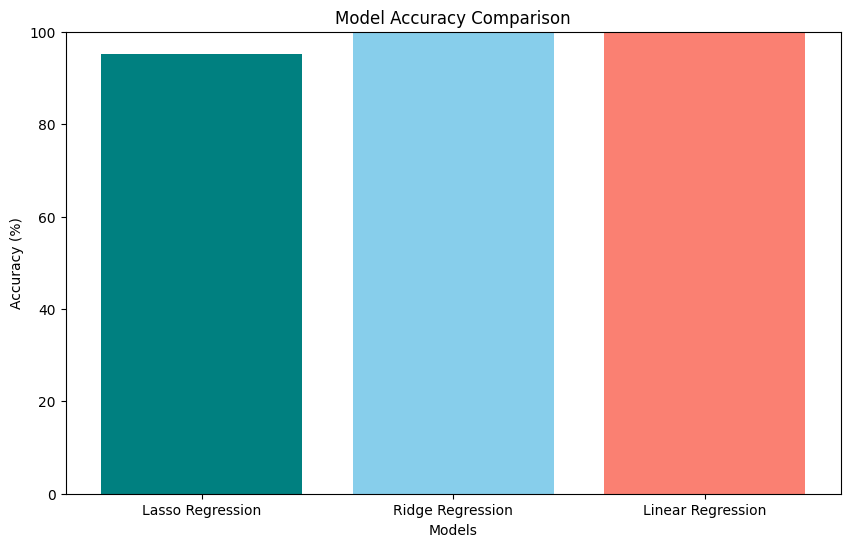 Model Accuracy Comparison
Accuracy (%)
100
80
60
40
20
0
Lasso Regression
Ridge Regression
Linear Regression
Models